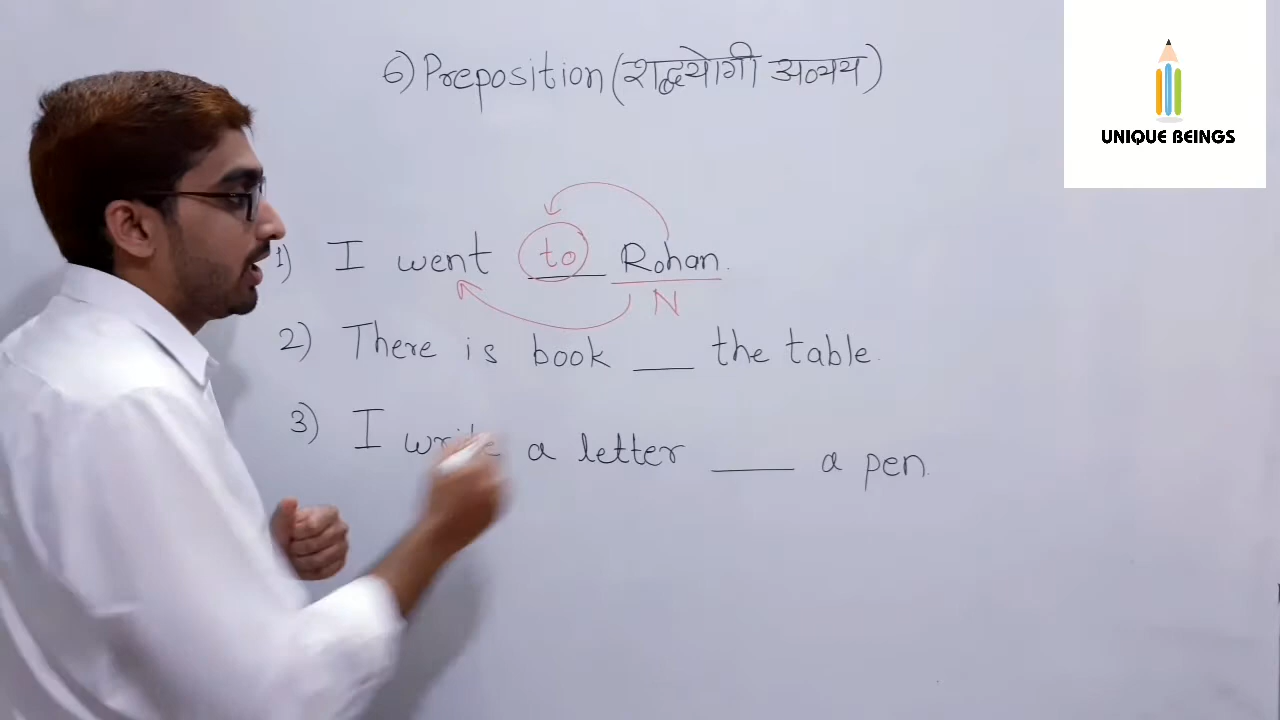 6) Preposition (शब्दयोगी अव्यय)
UNIQUE BEINGS
1) I went to Rohan.
N
2) There is book ___ the table.
3) I write a letter ___ a pen.